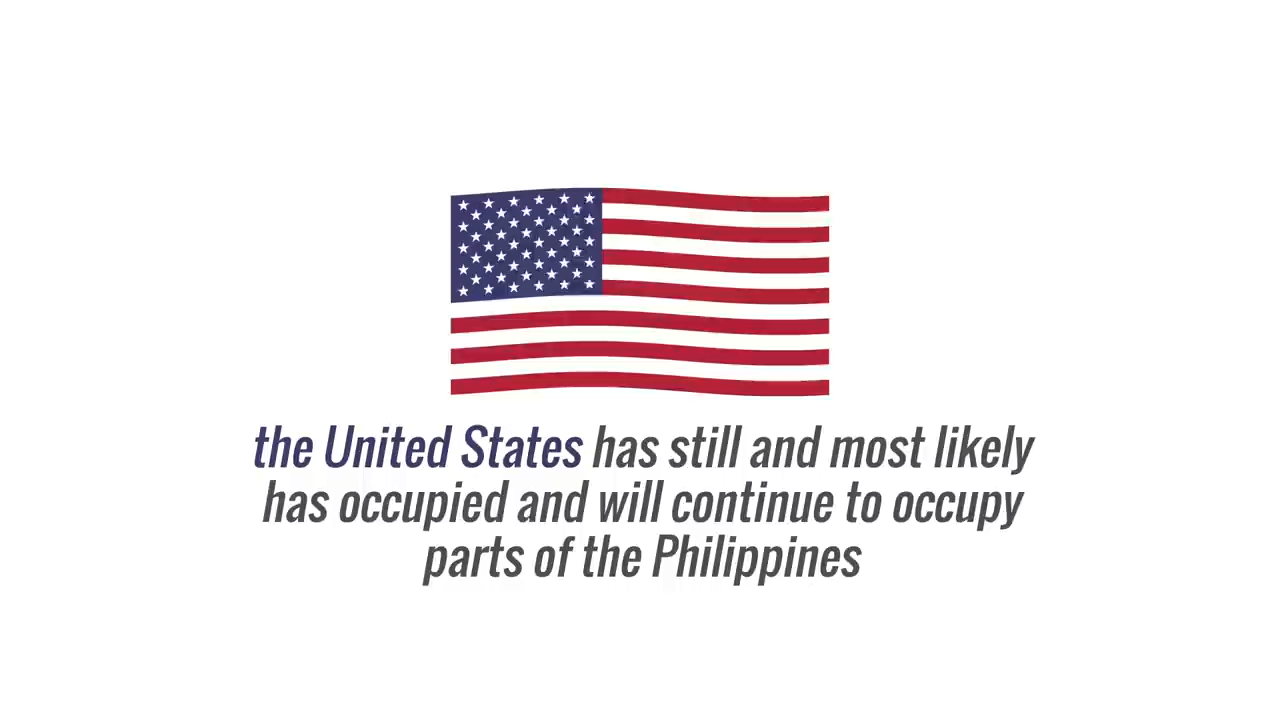 the United States has still and most likely
has occupied and will continue to occupy
parts of the Philippines